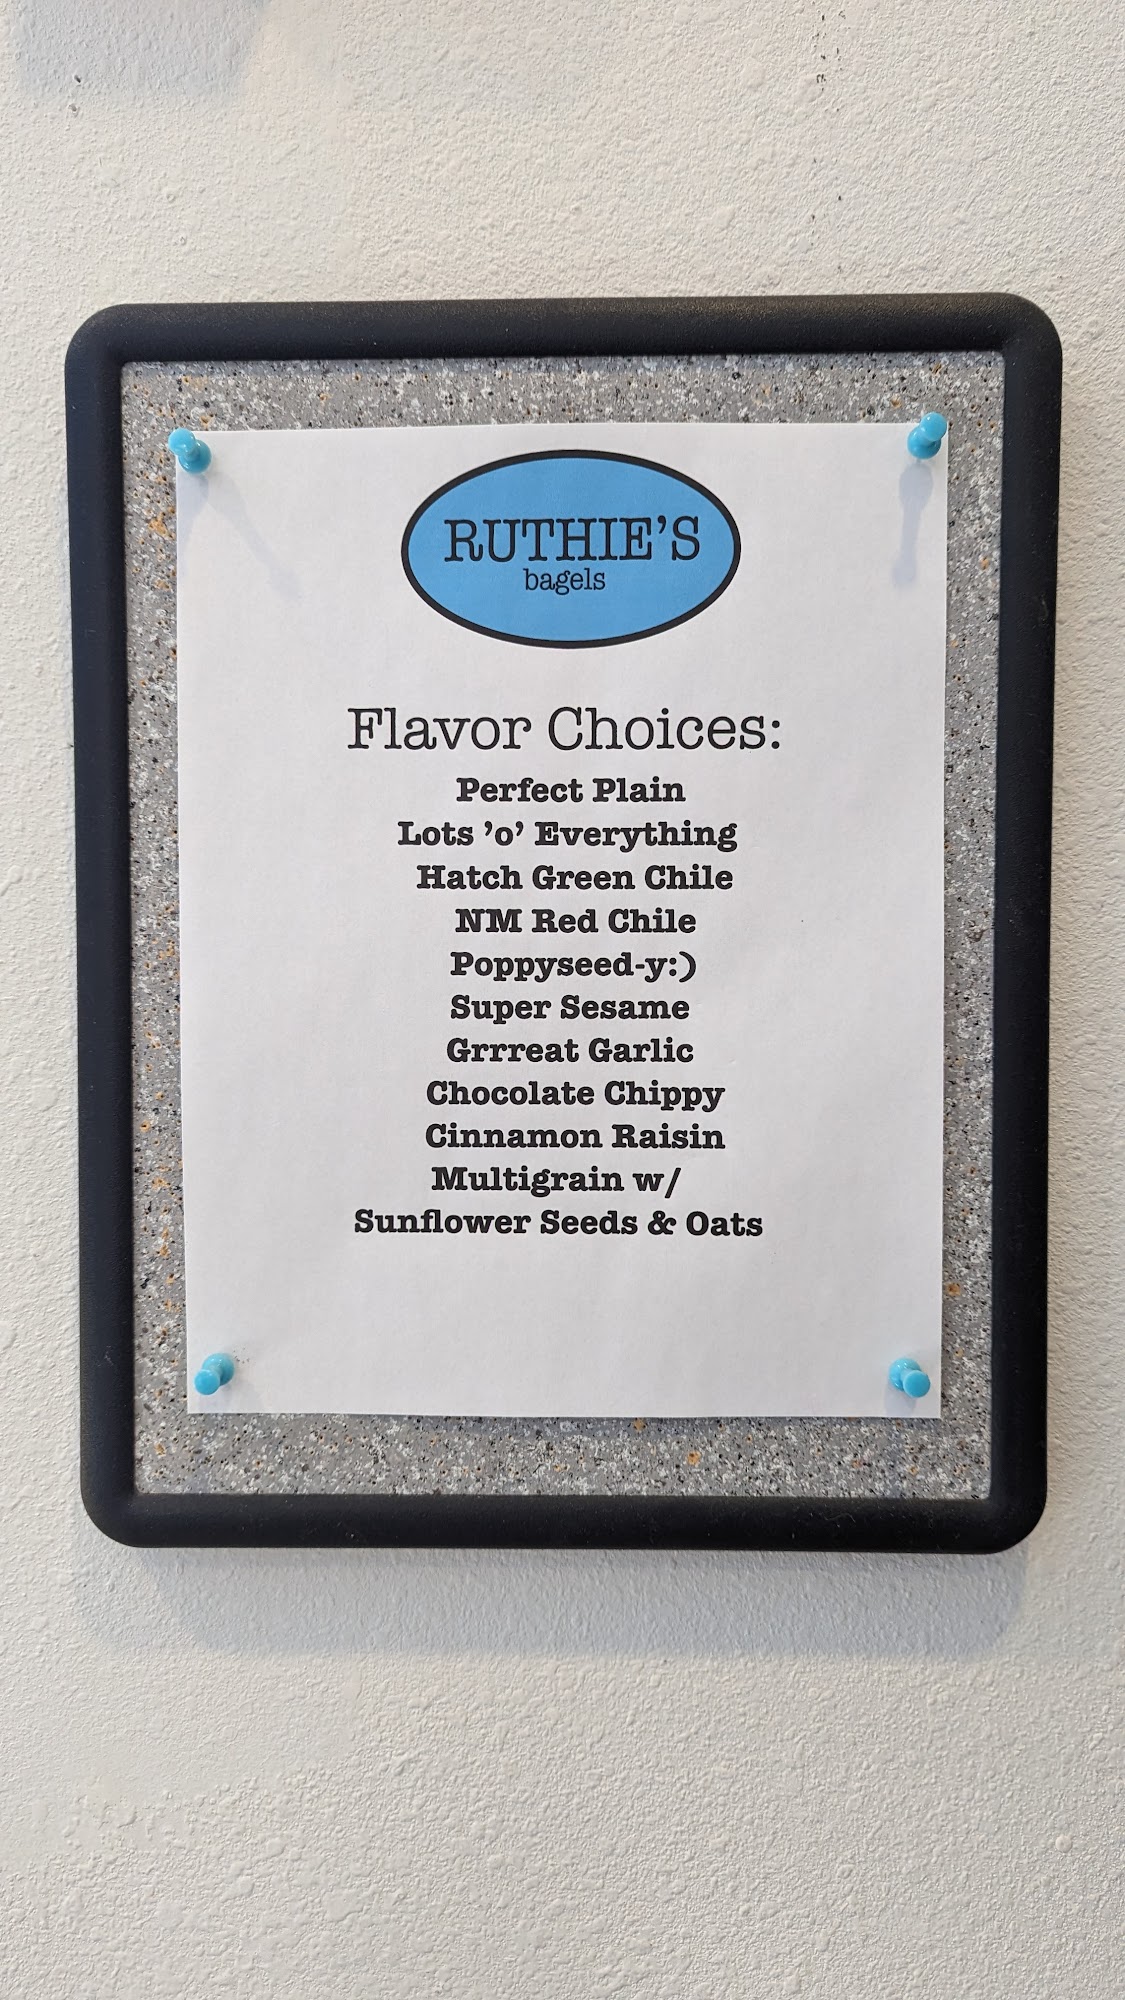 RUTHIE'S
bagels
Flavor Choices:
Perfect Plain
Lots ’o’ Everything
Hatch Green Chile
NM Red Chile
Poppyseed-y:)
Super Sesame
Grrreat Garlic
Chocolate Chippy
Cinnamon Raisin
Multigrain w/
Sunflower Seeds & Oats